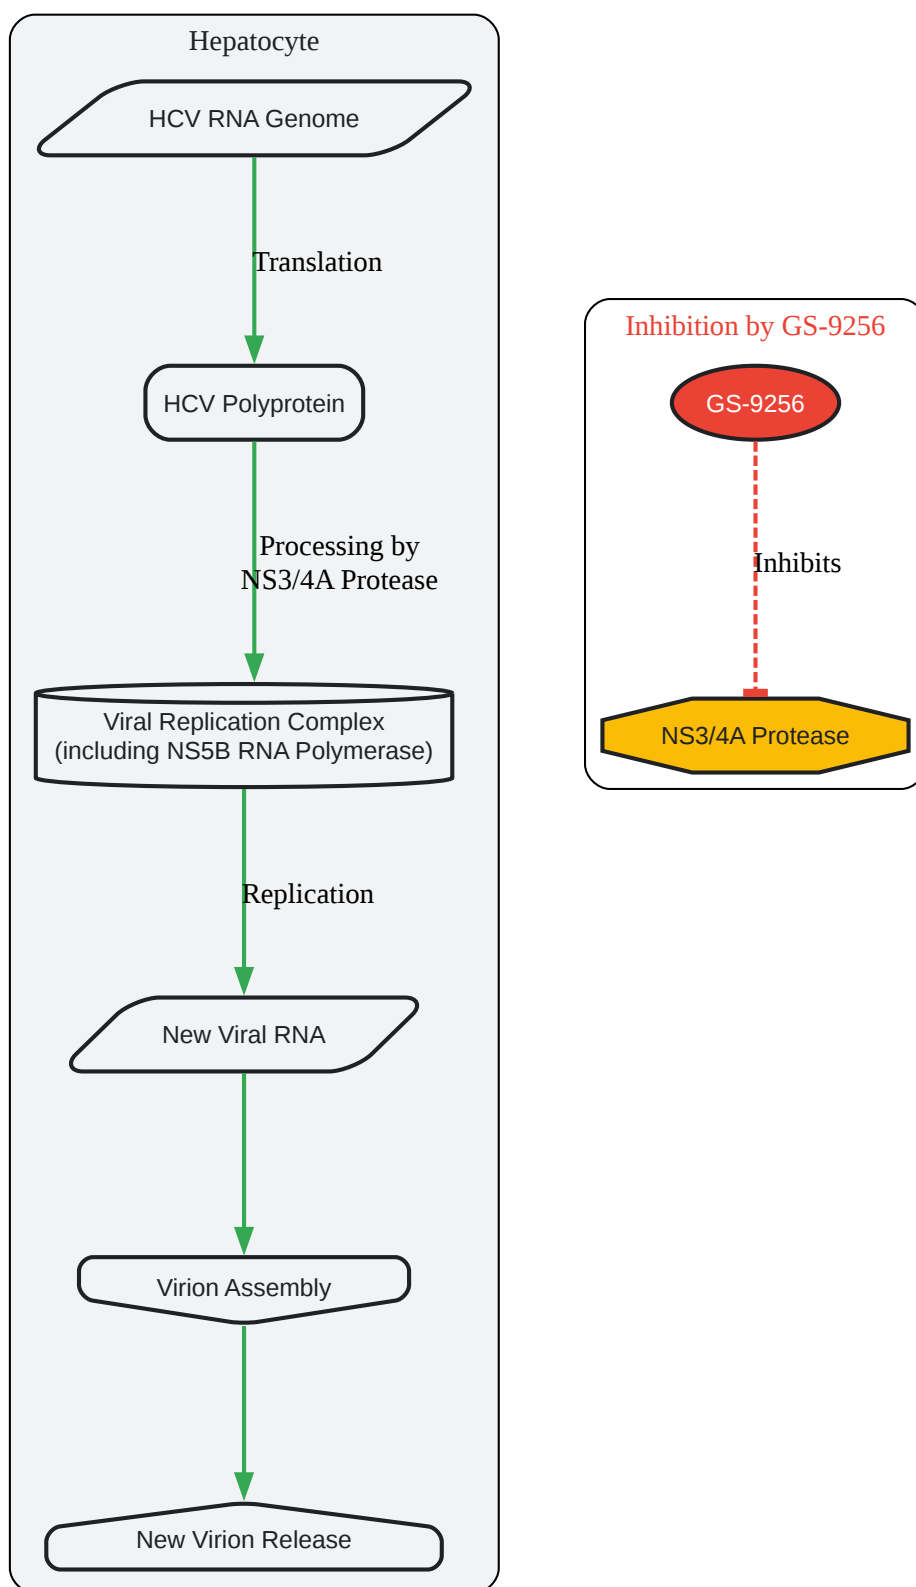 Hepatocyte
HCV RNA Genome
Translation
HCV Polyprotein
Processing by
NS3/4A Protease
Viral Replication Complex
(including NS5B RNA Polymerase)
Replication
New Viral RNA
Virion Assembly
New Virion Release
Inhibition by GS-9256
GS-9256
Inhibits
NS3/4A Protease